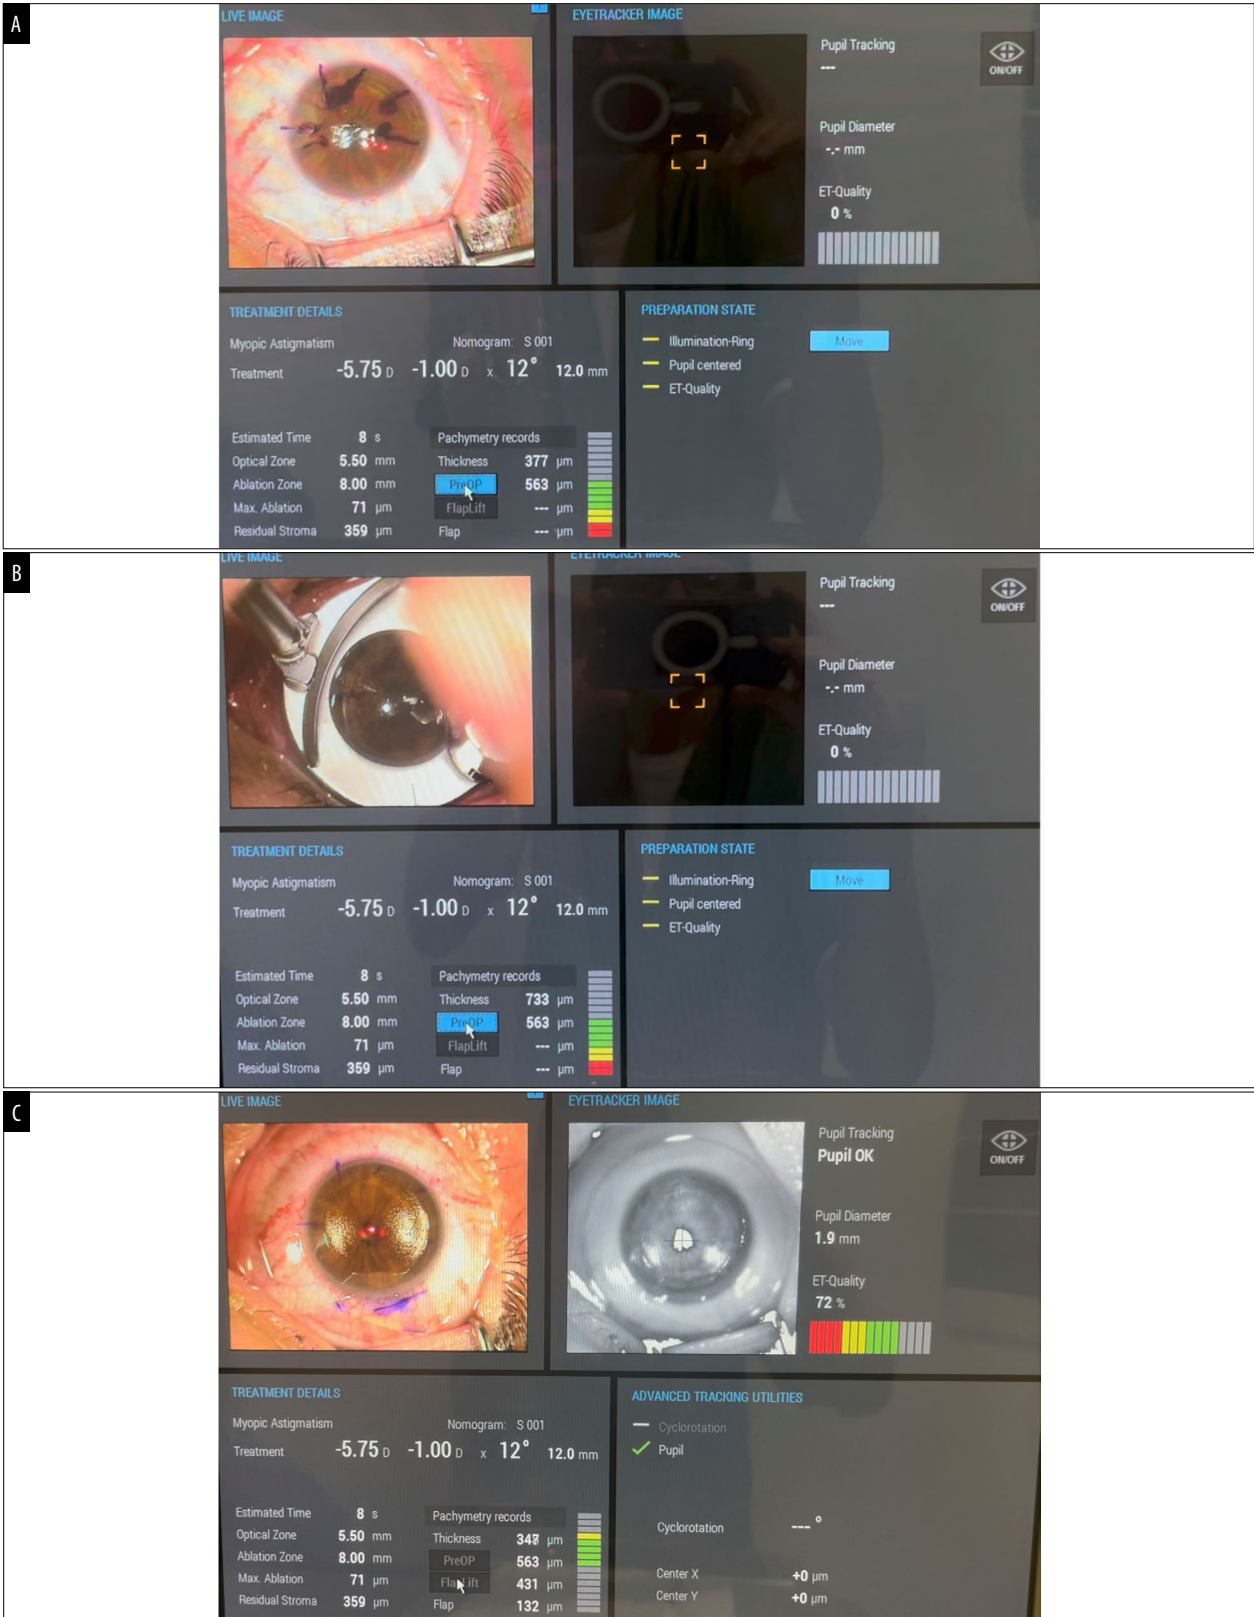 A
LIVE IMAGE
EYETRACKER IMAGE
Pupil Tracking
---
ON/OFF
Pupil Diameter
-.- mm
ET-Quality
0 %
TREATMENT DETAILS
Myopic Astigmatism Nomogram: S 001
Treatment -5.75 D -1.00 D x 12° 12.0 mm
Estimated Time 8 s
Optical Zone 5.50 mm
Ablation Zone 8.00 mm
Max. Ablation 71 µm
Residual Stroma 359 µm
Pachymetry records
Thickness 377 µm
PreOP 563 µm
FlapLift --- µm
Flap --- µm
PREPARATION STATE
Illumination-Ring Move
Pupil centered
ET-Quality
B
LIVE IMAGE
EYETRACKER IMAGE
Pupil Tracking
---
ON/OFF
Pupil Diameter
-.- mm
ET-Quality
0 %
TREATMENT DETAILS
Myopic Astigmatism Nomogram: S 001
Treatment -5.75 D -1.00 D x 12° 12.0 mm
Estimated Time 8 s
Optical Zone 5.50 mm
Ablation Zone 8.00 mm
Max. Ablation 71 µm
Residual Stroma 359 µm
Pachymetry records
Thickness 733 µm
PreOP 563 µm
FlapLift --- µm
Flap --- µm
PREPARATION STATE
Illumination-Ring Move
Pupil centered
ET-Quality
C
LIVE IMAGE
EYETRACKER IMAGE
Pupil Tracking
Pupil OK
ON/OFF
Pupil Diameter
1.9 mm
ET-Quality
72 %
TREATMENT DETAILS
Myopic Astigmatism Nomogram: S 001
Treatment -5.75 D -1.00 D x 12° 12.0 mm
Estimated Time 8 s
Optical Zone 5.50 mm
Ablation Zone 8.00 mm
Max. Ablation 71 µm
Residual Stroma 359 µm
Pachymetry records
Thickness µm
PreOP 563 µm
FlapLift 431 µm
Flap 132 µm
ADVANCED TRACKING UTILITIES
Cyclorotation
Pupil
Cyclorotation ---°
Center X +0 µm
Center Y +0 µm